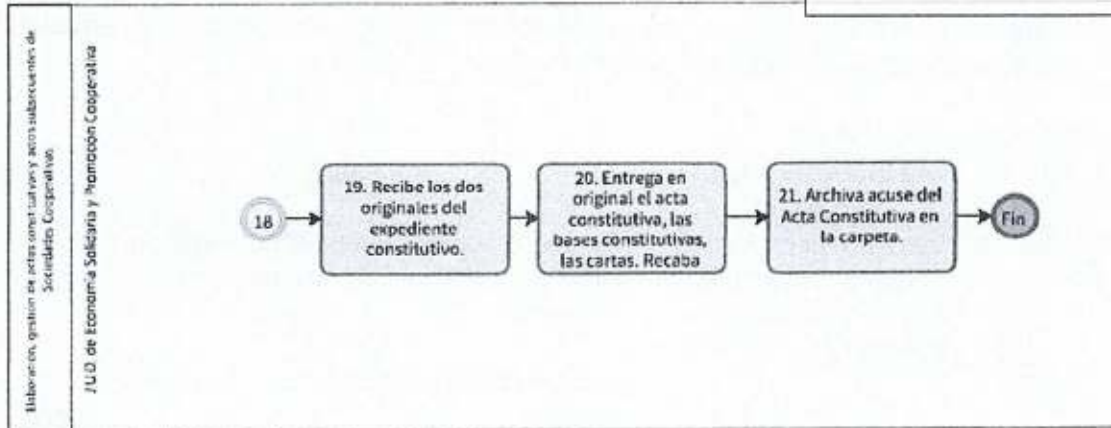 Elaboración, gestión de actas constitutivas y actos subsecuentes de
Sociedades Cooperativas
J.U.D. de Economía Solidaria y Promoción Cooperativa
18
19. Recibe los dos
originales del
expediente
constitutivo.
20. Entrega en
original el acta
constitutiva, las
bases constitutivas,
las cartas. Recaba
21. Archiva acuse del
Acta Constitutiva en
la carpeta.
Fin